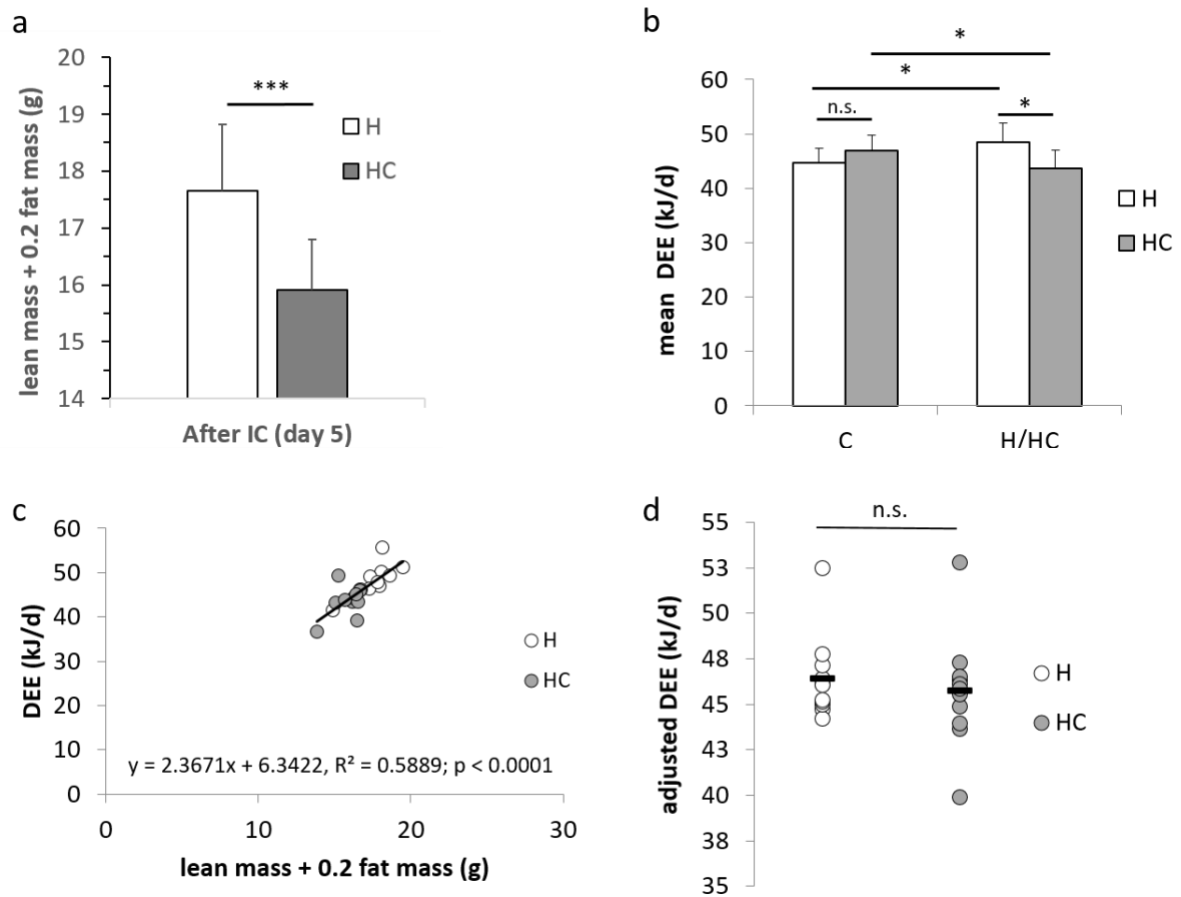 a
20
19
18
17
16
15
14
lean mass + 0.2 fat mass (g)
***
H
HC
After IC (day 5)
b
60
50
40
30
20
10
0
mean DEE (kJ/d)
n.s.
*
*
*
C
H/HC
H
HC
c
60
50
40
30
20
10
0
DEE (kJ/d)
H
HC
y = 2.3671x + 6.3422, R² = 0.5889; p < 0.0001
0
10
20
30
lean mass + 0.2 fat mass (g)
d
55
53
50
48
45
43
40
38
35
adjusted DEE (kJ/d)
n.s.
H
HC